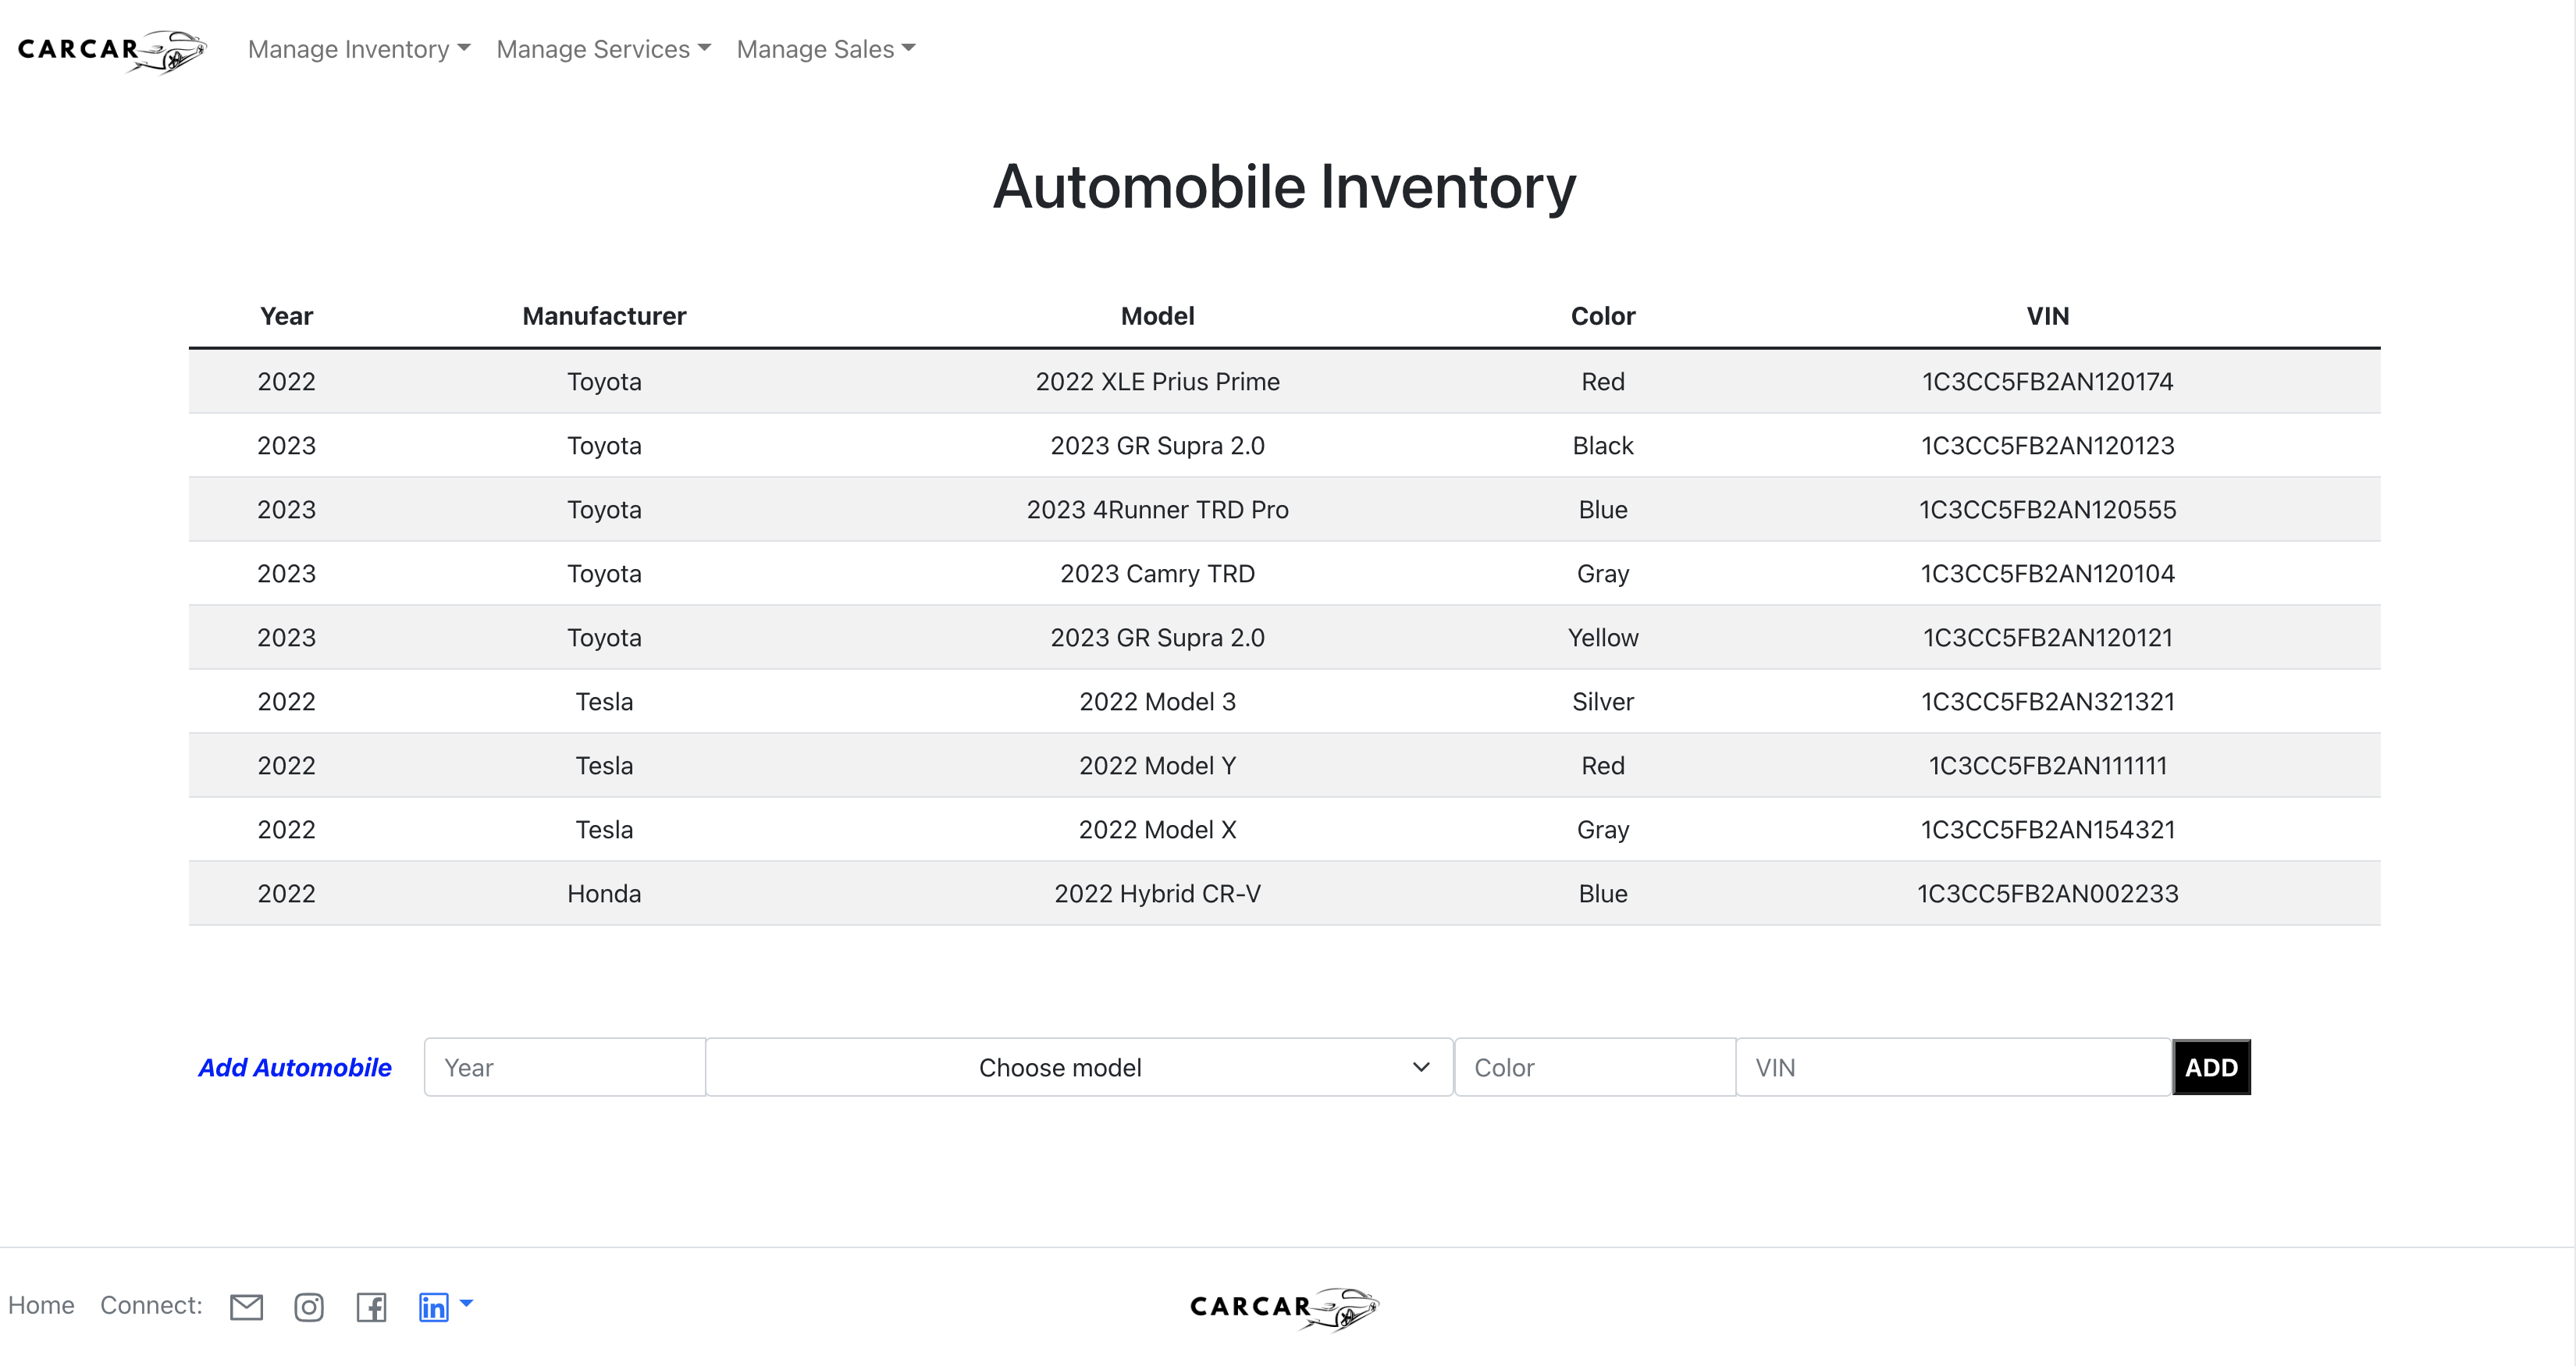 CARCAR Manage Inventory Manage Services Manage Sales
Automobile Inventory
Year Manufacturer Model Color VIN
2022 Toyota 2022 XLE Prius Prime Red 1C3CC5FB2AN120174
2023 Toyota 2023 GR Supra 2.0 Black 1C3CC5FB2AN120123
2023 Toyota 2023 4Runner TRD Pro Blue 1C3CC5FB2AN120555
2023 Toyota 2023 Camry TRD Gray 1C3CC5FB2AN120104
2023 Toyota 2023 GR Supra 2.0 Yellow 1C3CC5FB2AN120121
2022 Tesla 2022 Model 3 Silver 1C3CC5FB2AN321321
2022 Tesla 2022 Model Y Red 1C3CC5FB2AN111111
2022 Tesla 2022 Model X Gray 1C3CC5FB2AN154321
2022 Honda 2022 Hybrid CR-V Blue 1C3CC5FB2AN002233
Add Automobile Year Choose model Color VIN ADD
Home Connect: in CARCAR